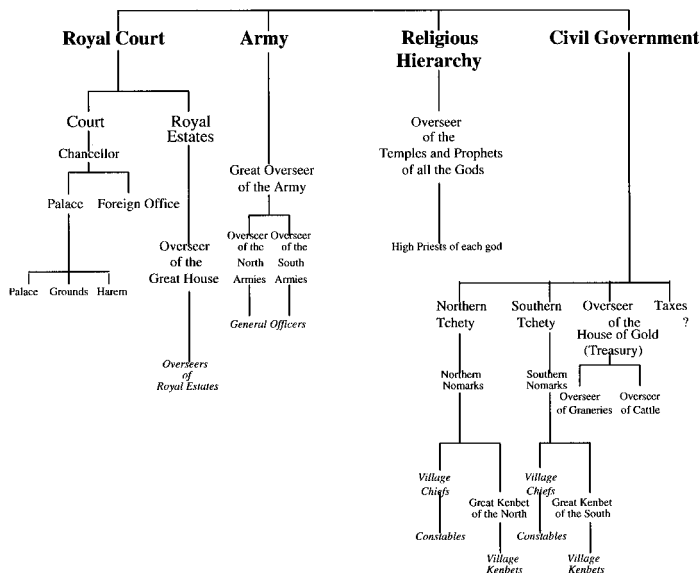 Royal Court
Army
Religious
Hierarchy
Civil Government
Court
Chancellor
Royal
Estates
Palace
Foreign Office
Palace
Grounds
Harem
Overseer
of the
Great House
Overseers
of
Royal Estates
Great Overseer
of the Army
Overseer
of the
North
Armies
Overseer
of the
South
Armies
General Officers
Overseer
of the
Temples and Prophets
of all the Gods
High Priests of each god
Northern
Tchety
Southern
Tchety
Overseer
of the
House of Gold
(Treasury)
Taxes
?
Northern
Nomarks
Southern
Nomarks
Overseer
of Graneries
Overseer
of Cattle
Village
Chiefs
Great Kenbet
of the North
Village
Chiefs
Great Kenbet
of the South
Constables
Village
Kenbets
Constables
Village
Kenbets